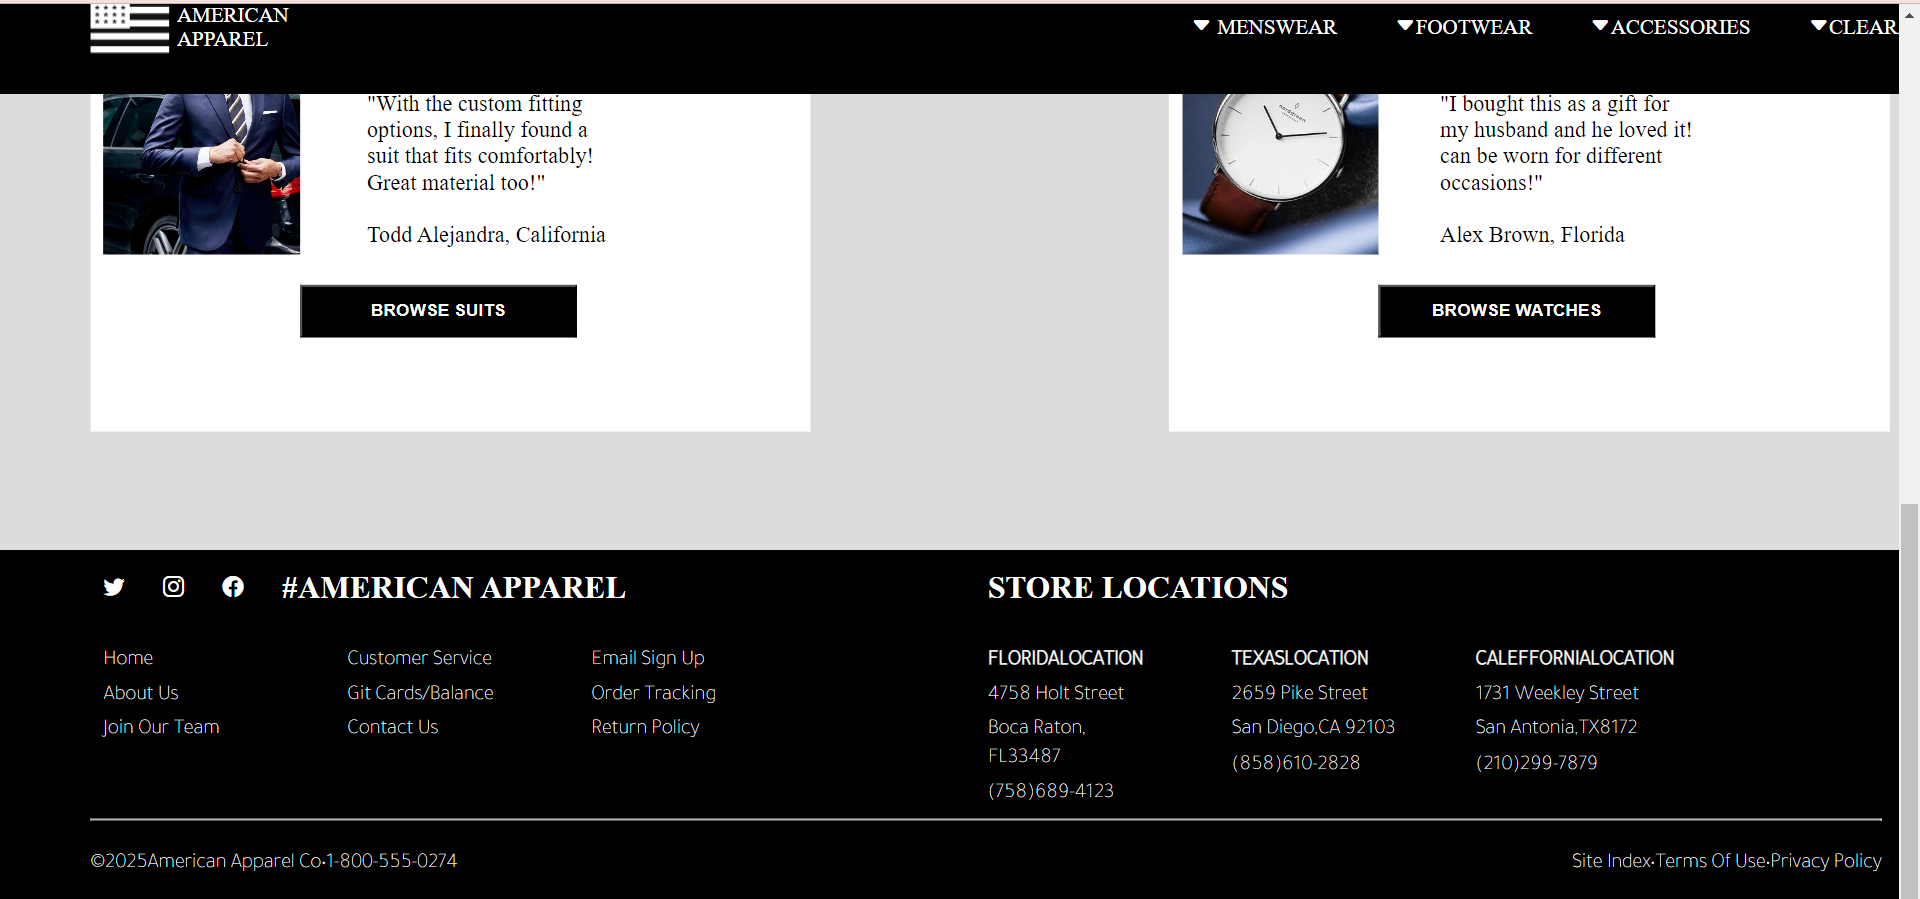 AMERICAN
APPAREL
MENSWEAR
FOOTWEAR
ACCESSORIES
CLEAR
"With the custom fitting
options, I finally found a
suit that fits comfortably!
Great material too!"
Todd Alejandra, California
BROWSE SUITS
nordgreen
"I bought this as a gift for
my husband and he loved it!
can be worn for different
occasions!"
Alex Brown, Florida
BROWSE WATCHES
#AMERICAN APPAREL
Home
About Us
Join Our Team
Customer Service
Git Cards/Balance
Contact Us
Email Sign Up
Order Tracking
Return Policy
STORE LOCATIONS
FLORIDALOCATION
4758 Holt Street
Boca Raton,
FL33487
(758)689-4123
TEXASLOCATION
2659 Pike Street
San Diego,CA 92103
(858)610-2828
CALEFFORNIALOCATION
1731 Weekley Street
San Antonia,TX8172
(210)299-7879
©2025American Apparel Co·1-800-555-0274
Site Index·Terms Of Use·Privacy Policy